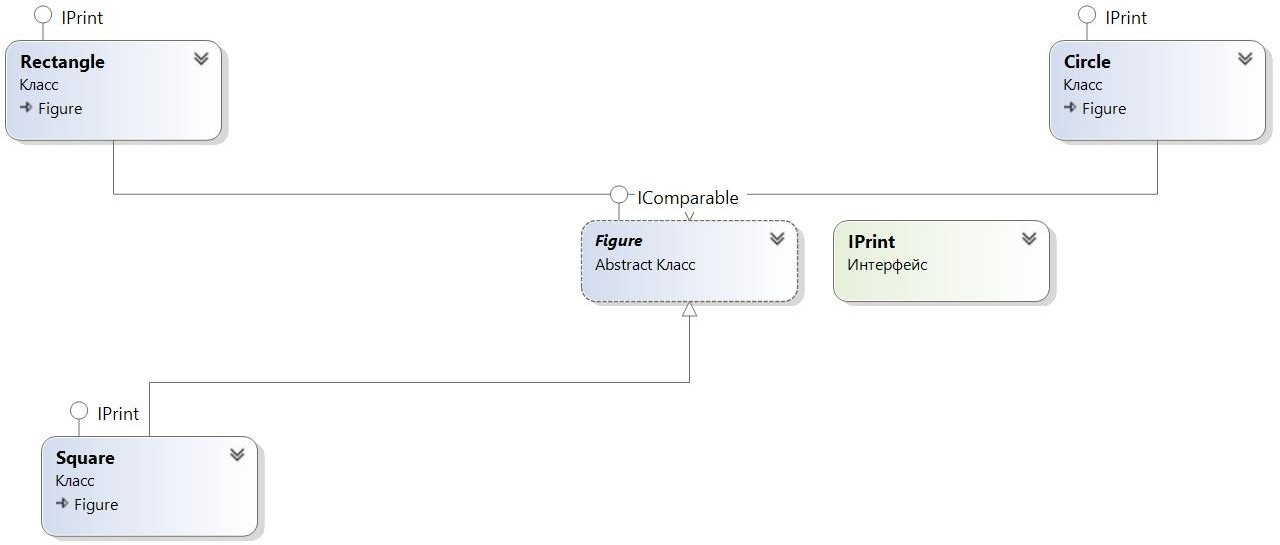 IPrint
Rectangle
Класс
Figure
IPrint
Circle
Класс
Figure
IComparable
Figure
Abstract Класс
IPrint
Интерфейс
IPrint
Square
Класс
Figure